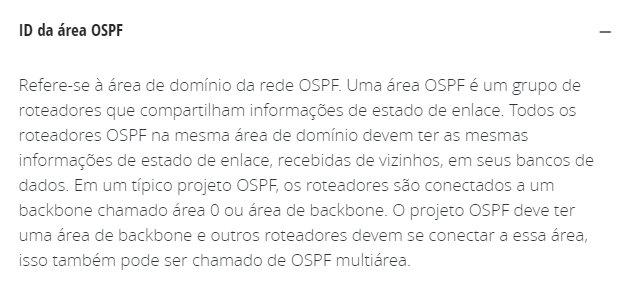 ID da área OSPF
Refere-se à área de domínio da rede OSPF. Uma área OSPF é um grupo de
roteadores que compartilham informações de estado de enlace. Todos os
roteadores OSPF na mesma área de domínio devem ter as mesmas
informações de estado de enlace, recebidas de vizinhos, em seus bancos de
dados. Em um típico projeto OSPF, os roteadores são conectados a um
backbone chamado área 0 ou área de backbone. O projeto OSPF deve ter
uma área de backbone e outros roteadores devem se conectar a essa área,
isso também pode ser chamado de OSPF multiárea.